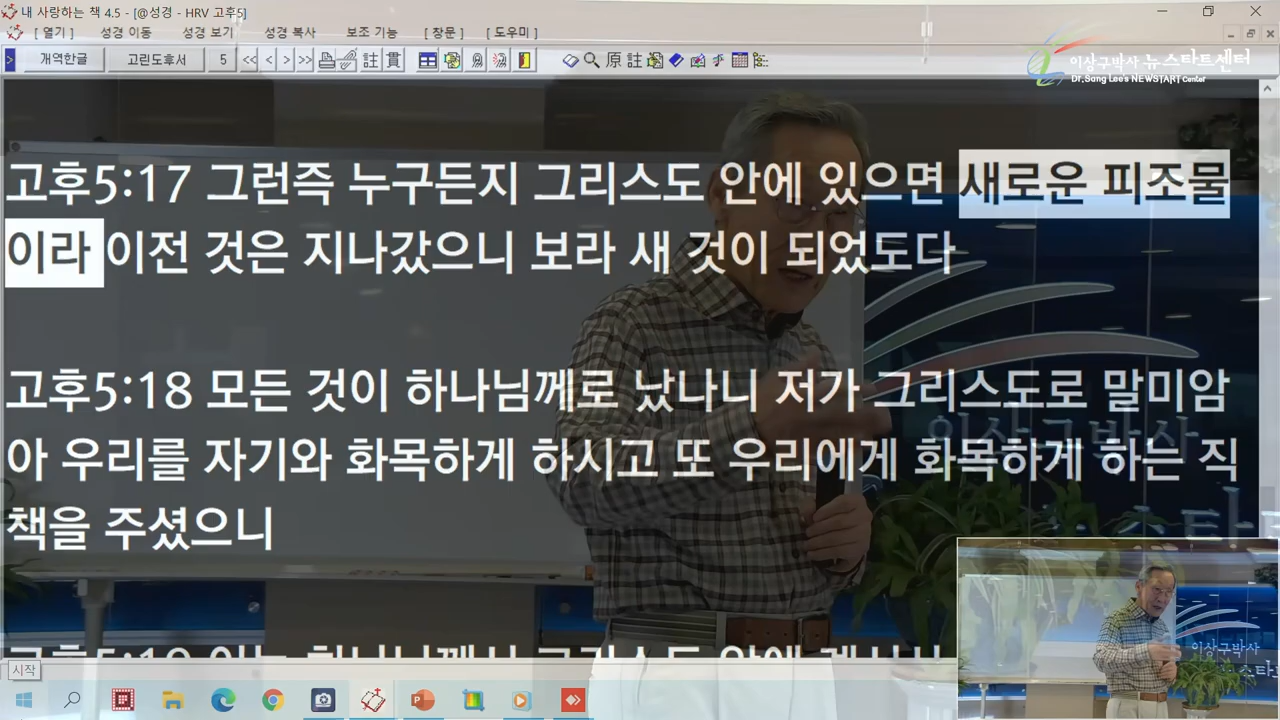 내 사랑하는 책 4.5 - [@성경 - HRV 고후5]
[ 열기 ] 성경 이동 성경 보기 성경 복사 보조 기능 [ 창문 ] [ 도우미 ]
개역한글 고린도후서 5 << < > >> 註 貫 原 註
이상구박사 뉴스타트센터
Dr.Sang Lee's NEWSTART Center
고후5:17 그런즉 누구든지 그리스도 안에 있으면 새로운 피조물
이라 이전 것은 지나갔으니 보라 새 것이 되었도다
고후5:18 모든 것이 하나님께로 났나니 저가 그리스도로 말미암
아 우리를 자기와 화목하게 하시고 또 우리에게 화목하게 하는 직
책을 주셨으니
이상구박사
시작
이상구박사